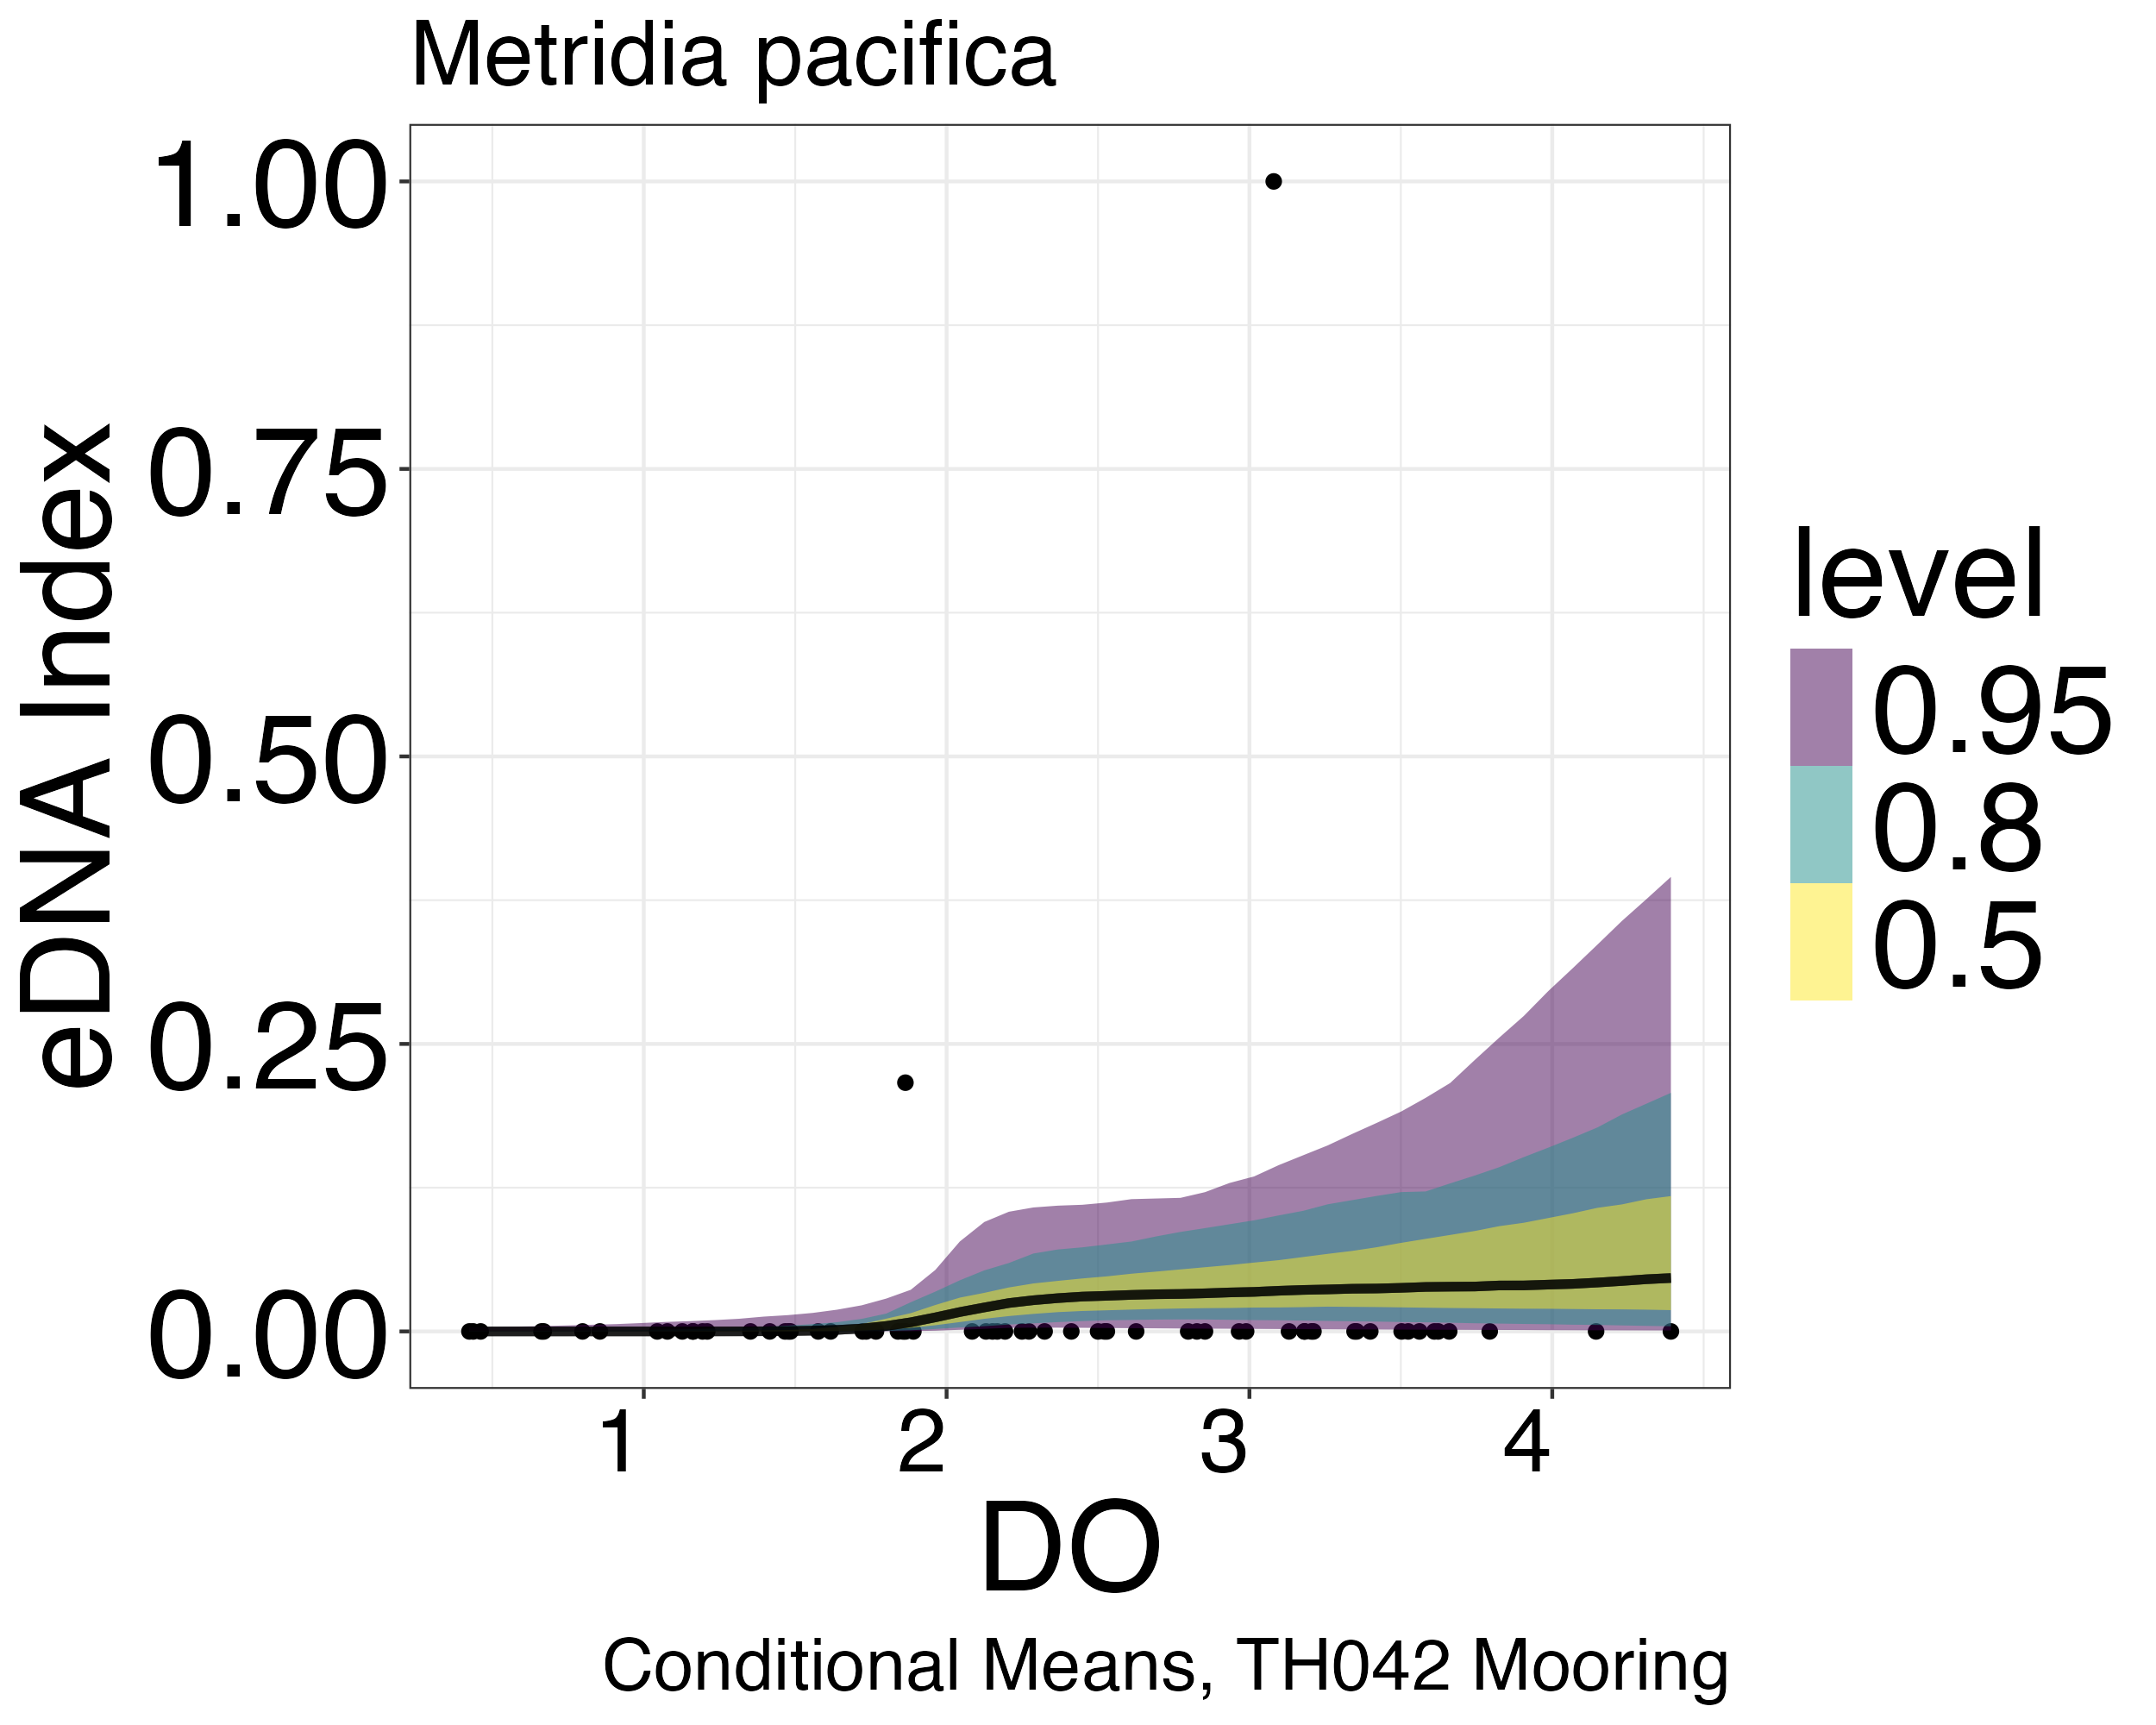 Metridia pacifica
eDNA Index
1.00
0.75
0.50
0.25
0.00
1 2 3 4
DO
Conditional Means, TH042 Mooring
level
0.95
0.8
0.5